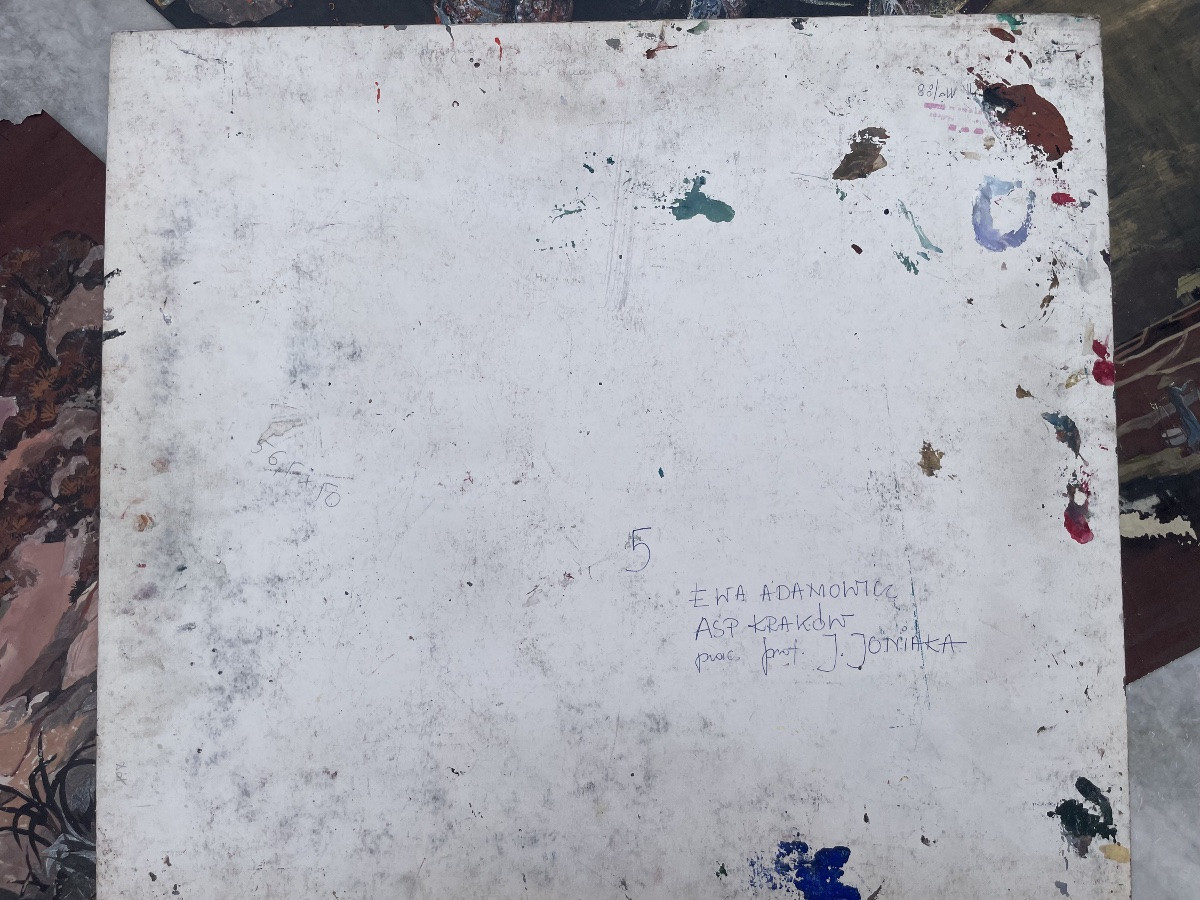 5
EWA ADAMOWICZ
ASP KRAKÓW
prac. prof. J. JONIAKA